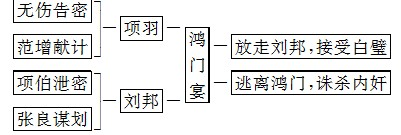 无伤告密
范增献计
项羽
项伯泄密
张良谋划
刘邦
鸿门宴
放走刘邦,接受白璧
逃离鸿门,诛杀内奸